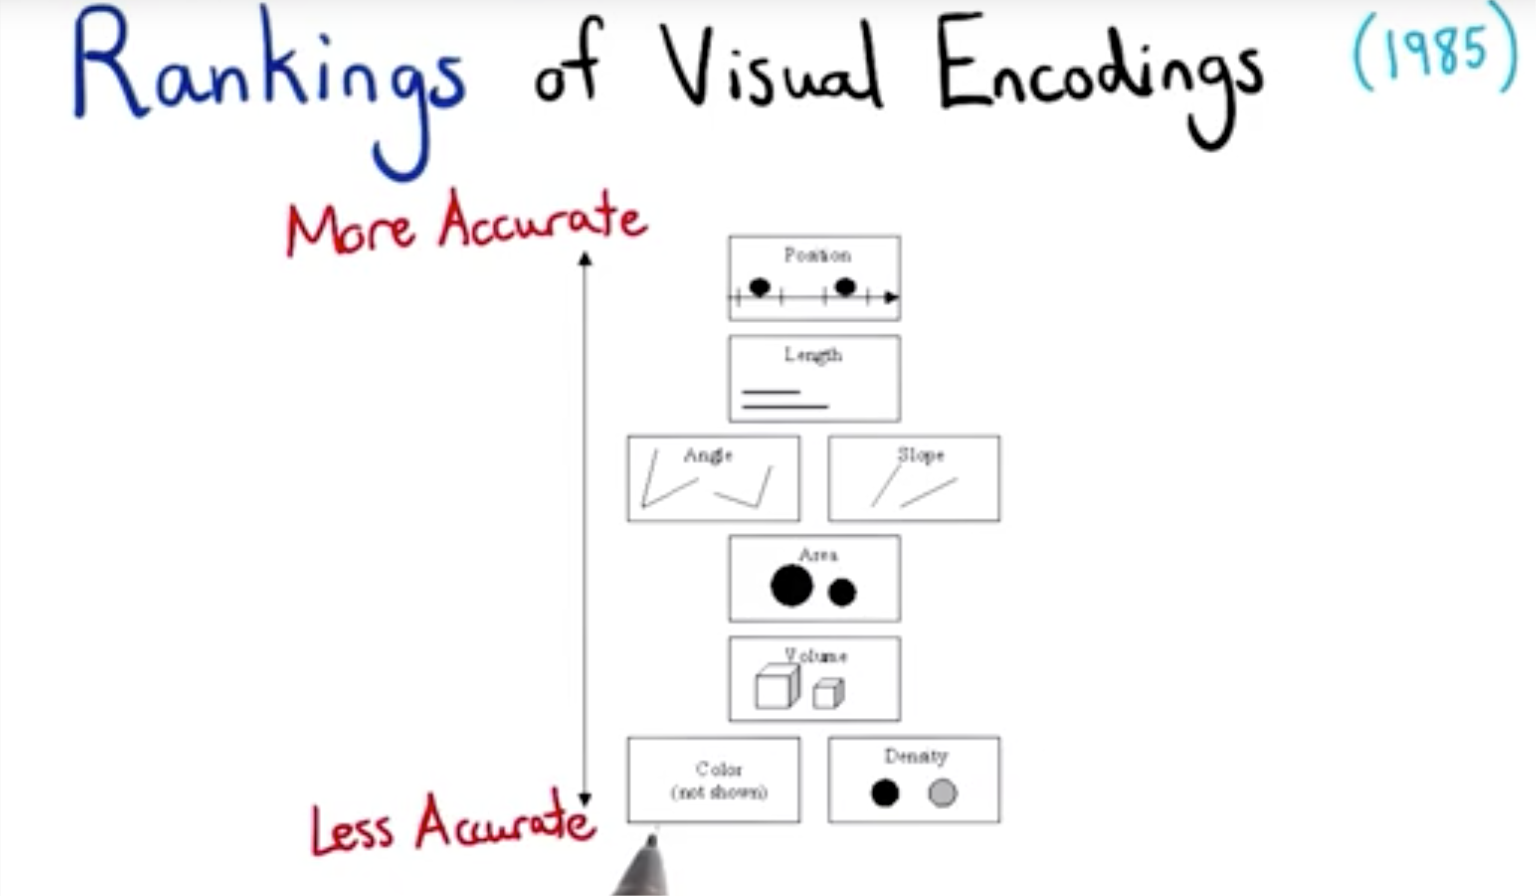 Rankings of Visual Encodings (1985)
More Accurate
Position
Length
Angle
Slope
Area
Volume
Color
(not shown)
Density
Less Accurate